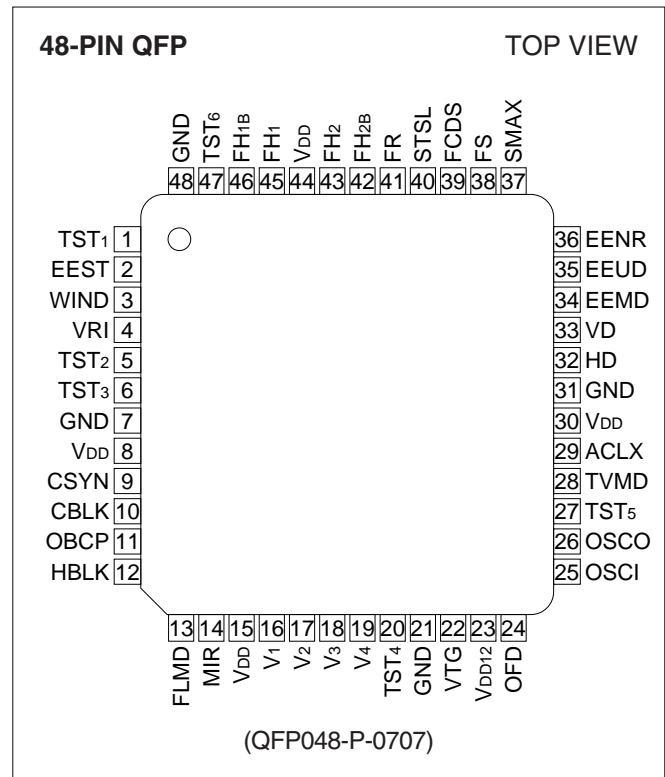 48-PIN QFP TOP VIEW
GND TST6 FH1B FH1 VDD FH2 FH2B FR STSL FCDS FS SMAX
48 47 46 45 44 43 42 41 40 39 38 37
TST1 1 36 EENR
EEST 2 35 EEUD
WIND 3 34 EEMD
VRI 4 33 VD
TST2 5 32 HD
TST3 6 31 GND
GND 7 30 VDD
VDD 8 29 ACLX
CSYN 9 28 TVMD
CBLK 10 27 TST5
OBCP 11 26 OSCO
HBLK 12 25 OSCI
13 14 15 16 17 18 19 20 21 22 23 24
FLMD MIR VDD V1 V2 V3 V4 TST4 GND VTG VDD12 OFD
(QFP048-P-0707)